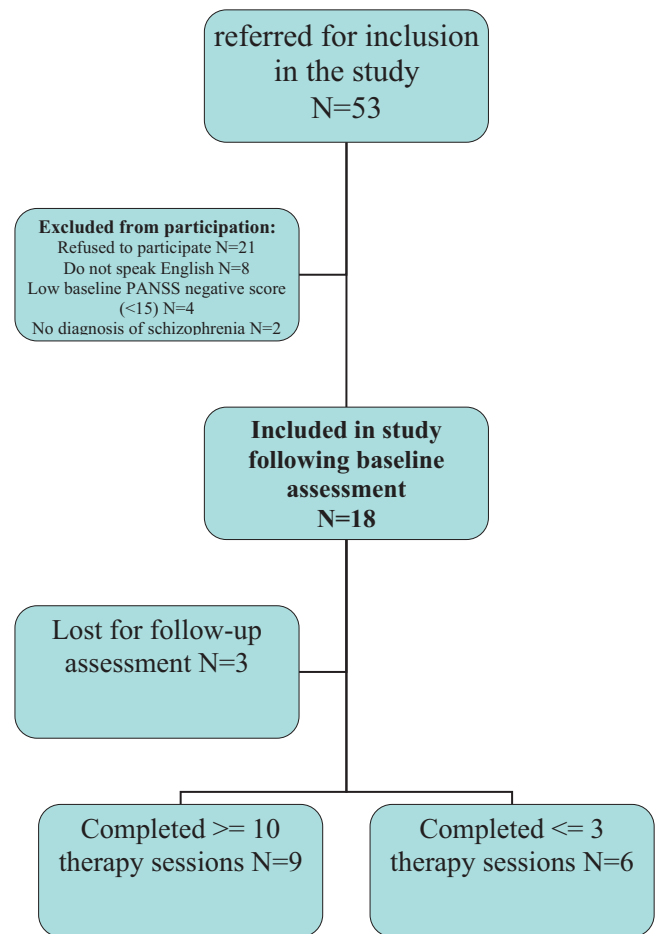 referred for inclusion
in the study
N=53
Excluded from participation:
Refused to participate N=21
Do not speak English N=8
Low baseline PANSS negative score
(<15) N=4
No diagnosis of schizophrenia N=2
Included in study
following baseline
assessment
N=18
Lost for follow-up
assessment N=3
Completed >= 10
therapy sessions N=9
Completed <= 3
therapy sessions N=6